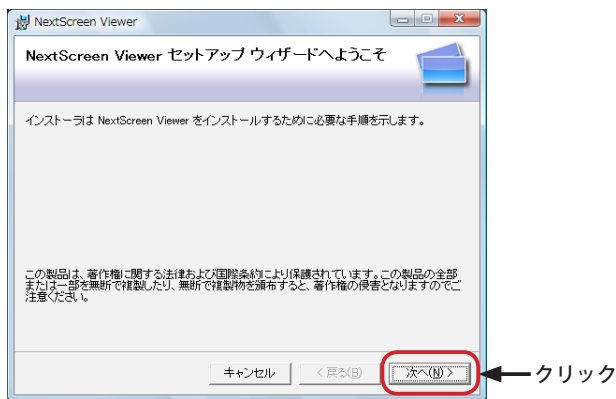 NextScreen Viewer
NextScreen Viewer セットアップ ウィザードへようこそ
インストーラは NextScreen Viewer をインストールするために必要な手順を示します。
この製品は、著作権に関する法律および国際条約により保護されています。この製品の全部
または一部を無断で複製したり、無断で複製物を頒布すると、著作権の侵害となりますのでご
注意ください。
キャンセル
< 戻る(B)
次へ(N) >
クリック